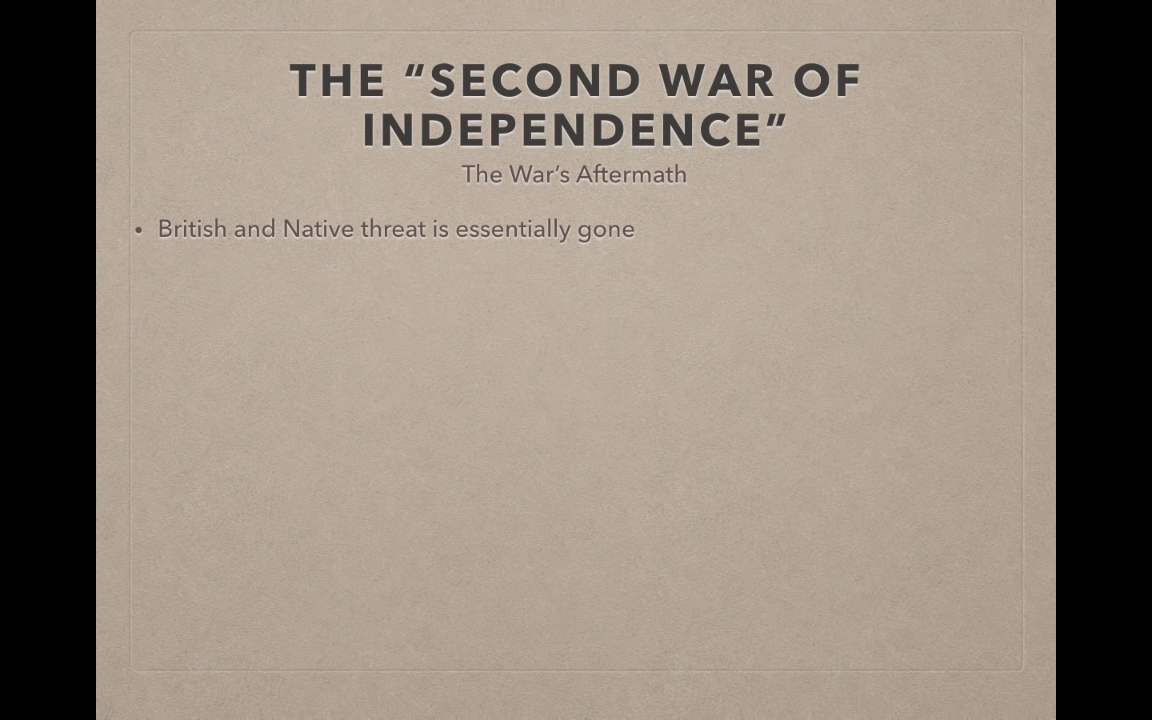 THE “SECOND WAR OF
INDEPENDENCE”
The War’s Aftermath
• British and Native threat is essentially gone